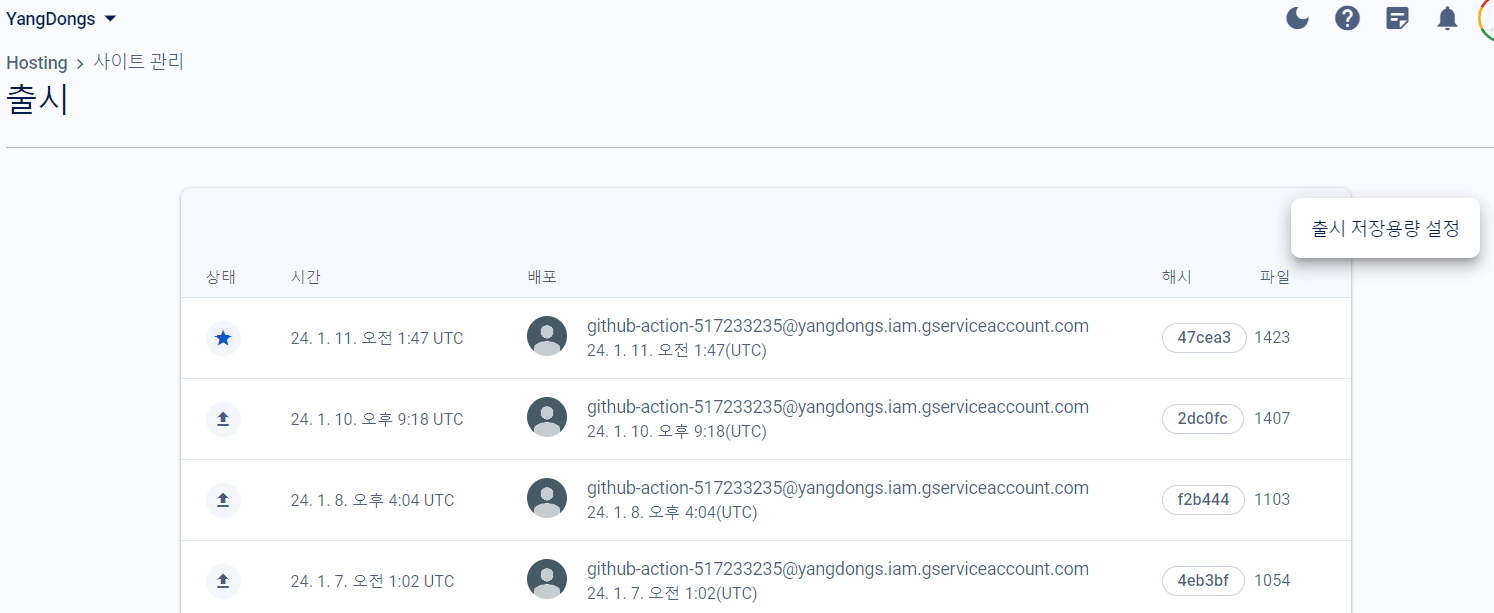 YangDongs
Hosting > 사이트 관리
출시
출시 저장용량 설정
상태 시간 배포 해시 파일
24. 1. 11. 오전 1:47 UTC github-action-517233235@yangdongs.iam.gserviceaccount.com 47cea3 1423
24. 1. 11. 오전 1:47(UTC)
24. 1. 10. 오후 9:18 UTC github-action-517233235@yangdongs.iam.gserviceaccount.com 2dc0fc 1407
24. 1. 10. 오후 9:18(UTC)
24. 1. 8. 오후 4:04 UTC github-action-517233235@yangdongs.iam.gserviceaccount.com f2b444 1103
24. 1. 8. 오후 4:04(UTC)
24. 1. 7. 오전 1:02 UTC github-action-517233235@yangdongs.iam.gserviceaccount.com 4eb3bf 1054
24. 1. 7. 오전 1:02(UTC)